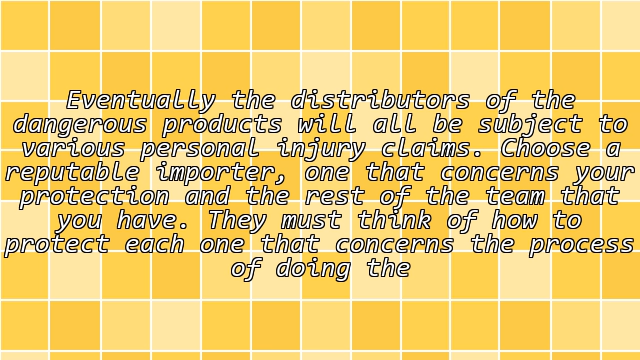 Eventually the distributors of the
dangerous products will all be subject to
various personal injury claims. Choose a
reputable importer, one that concerns your
protection and the rest of the team that
you have. They must think of how to
protect each one that concerns the process
of doing the